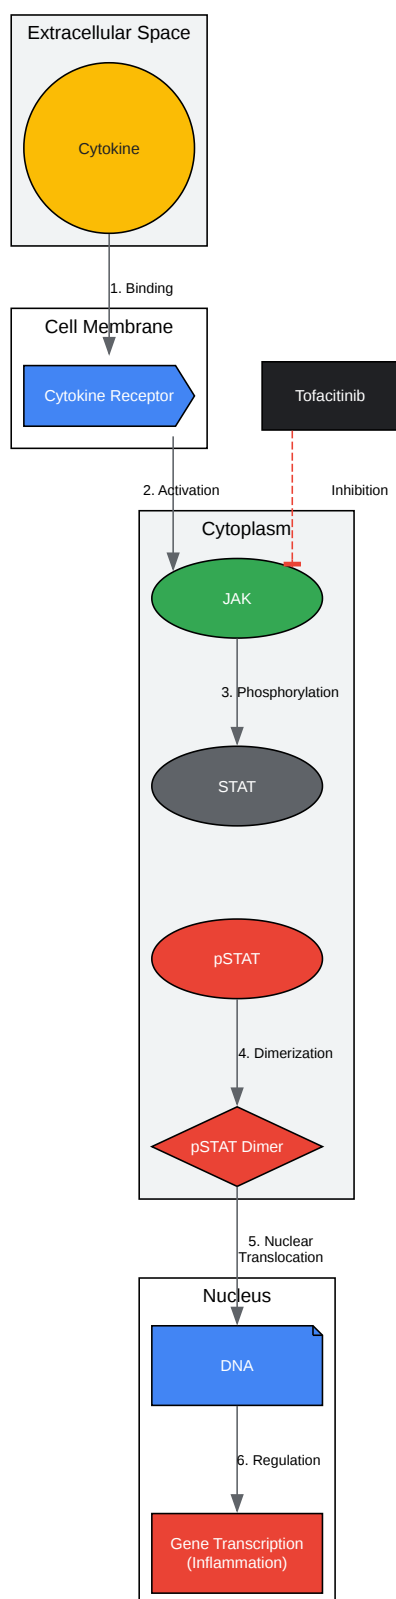 Extracellular Space
Cytokine
1. Binding
Cell Membrane
Cytokine Receptor
Tofacitinib
2. Activation
Inhibition
Cytoplasm
JAK
3. Phosphorylation
STAT
pSTAT
4. Dimerization
pSTAT Dimer
5. Nuclear
Translocation
Nucleus
DNA
6. Regulation
Gene Transcription
(Inflammation)